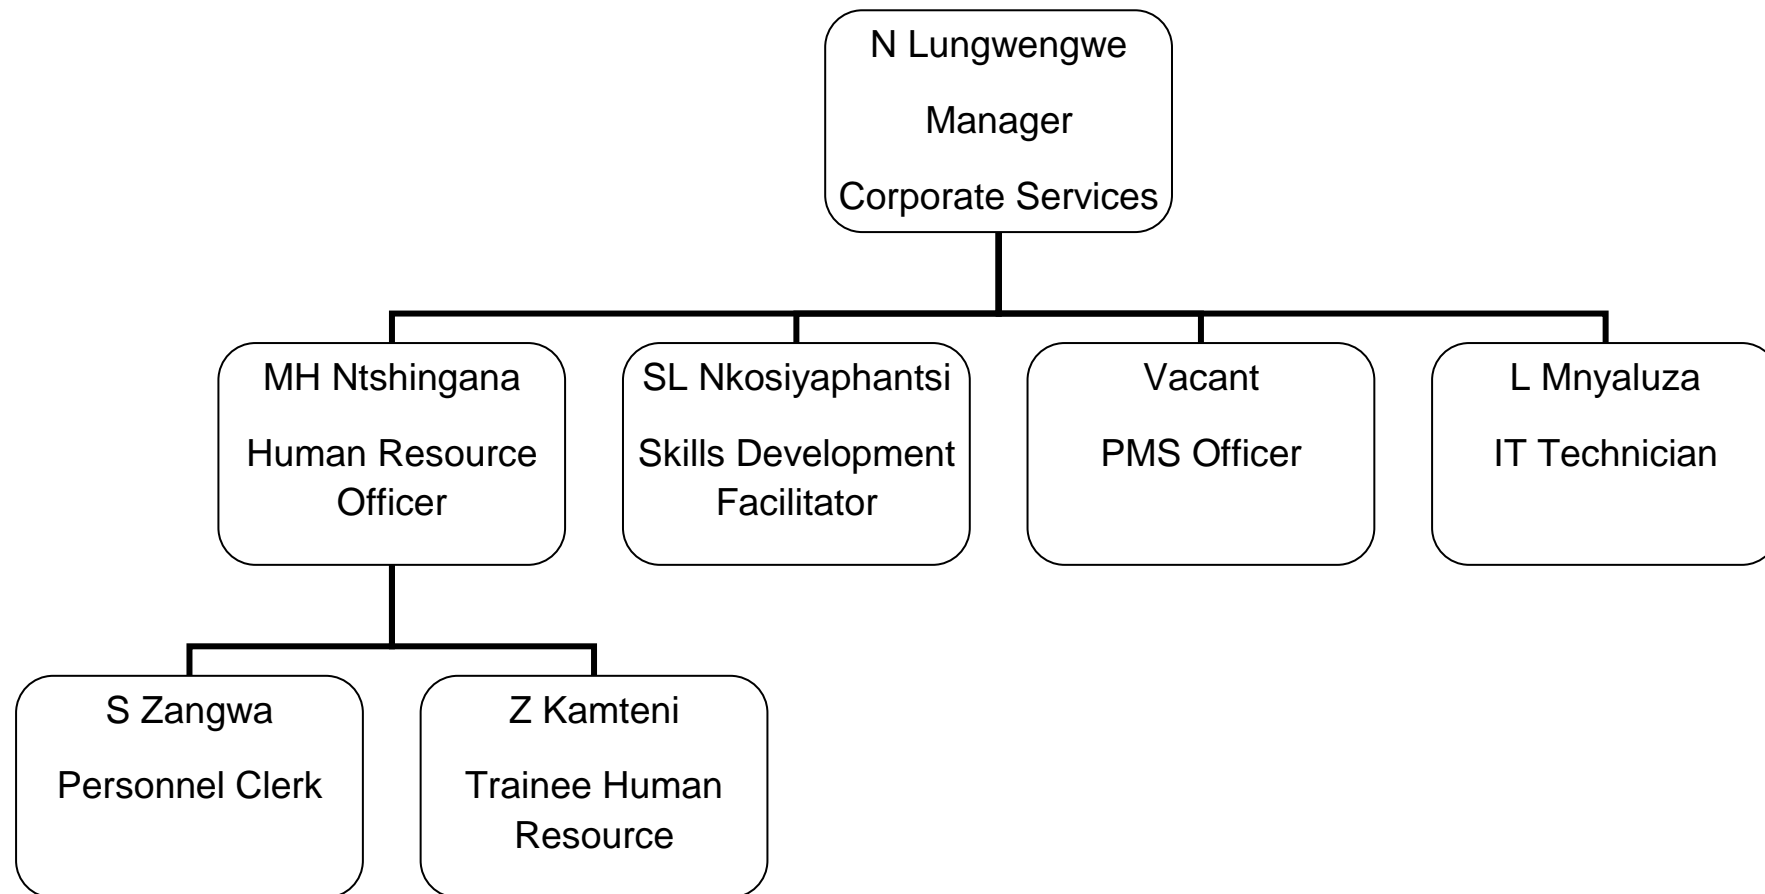 N Lungwengwe
Manager
Corporate Services
MH Ntshingana
Human Resource
Officer
SL Nkosiyaphantsi
Skills Development
Facilitator
Vacant
PMS Officer
L Mnyaluza
IT Technician
S Zangwa
Personnel Clerk
Z Kamteni
Trainee Human
Resource